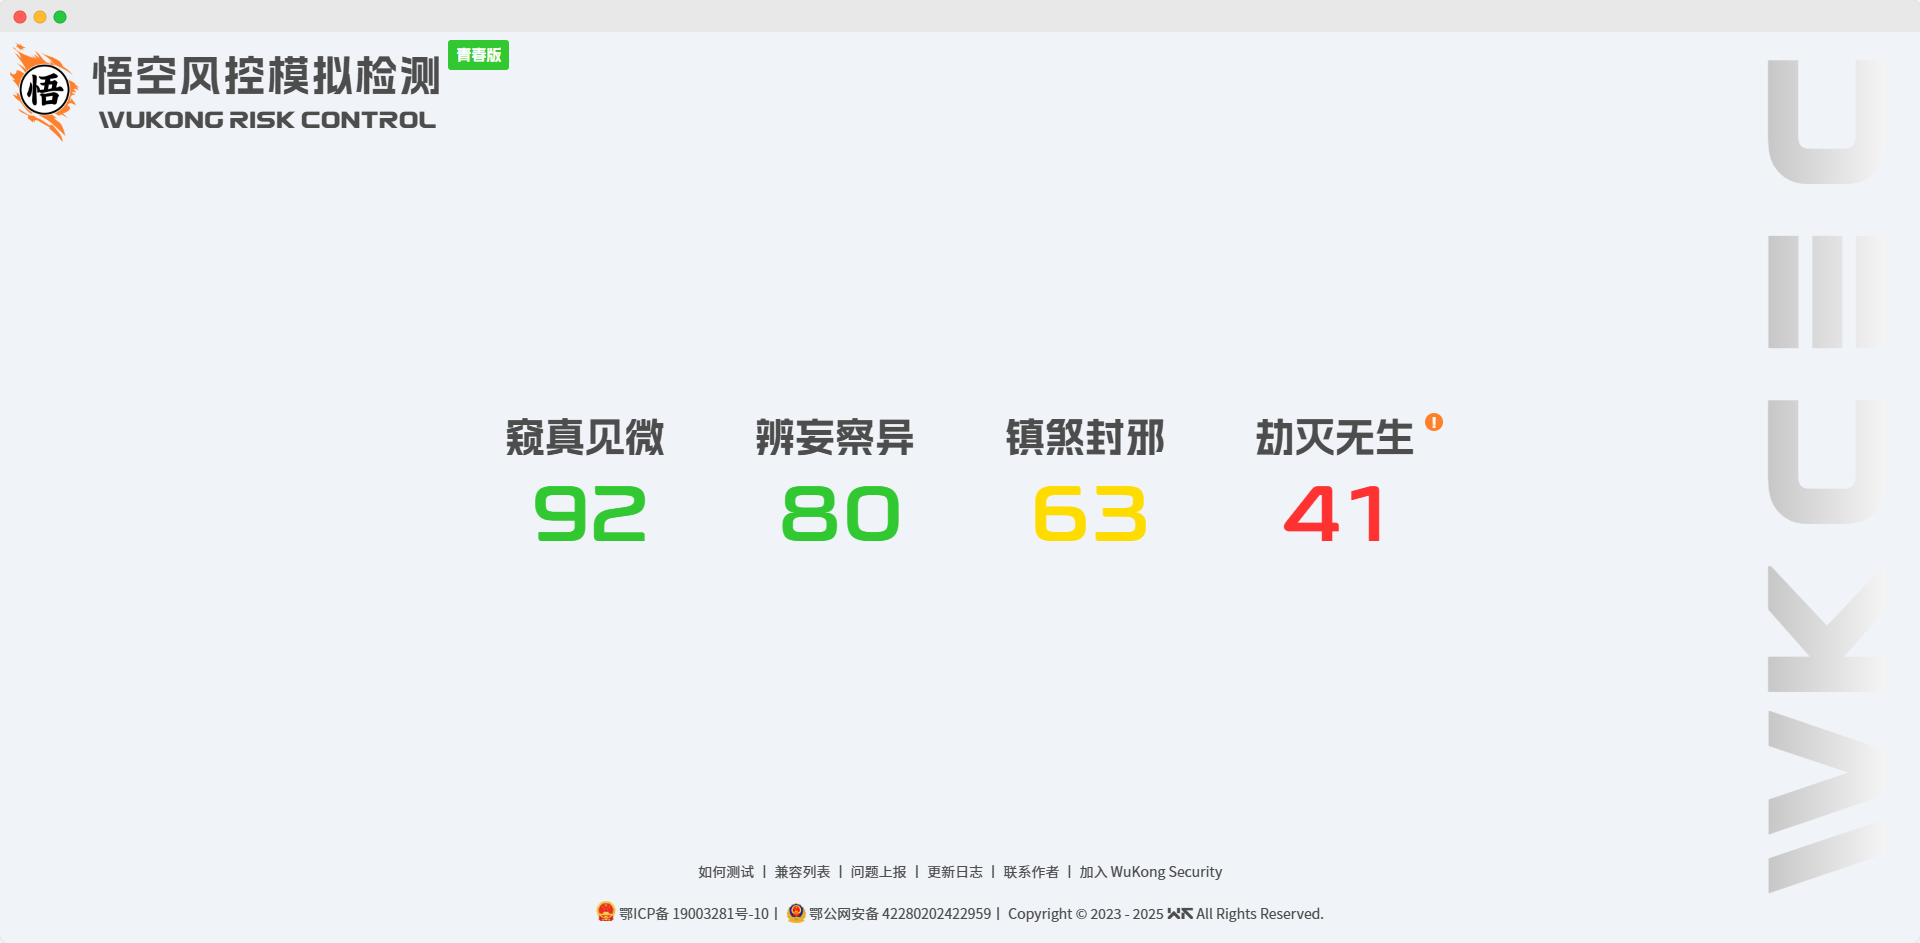 悟
悟空风控模拟检测
青春版
WUKONG RISK CONTROL
窥真见微
92
辨妄察异
80
镇煞封邪
63
劫灭无生
!
41
如何测试 | 兼容列表 | 问题上报 | 更新日志 | 联系作者 | 加入 WuKong Security
鄂ICP备 19003281号-10 | 鄂公网安备 42280202422959 | Copyright © 2023 - 2025 WK All Rights Reserved.
WKCEC